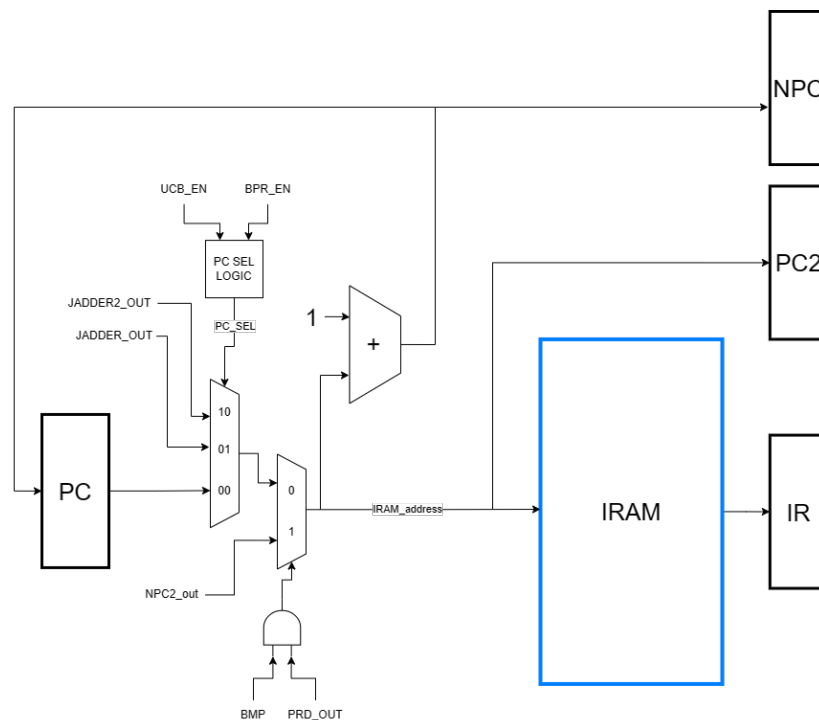 NPC
UCB_EN
BPR_EN
PC SEL
LOGIC
PC2
JADDER2_OUT
PC_SEL
1
JADDER_OUT
+
10
01
00
PC
0
1
IRAM_address
IRAM
IR
NPC2_out
BMP
PRD_OUT